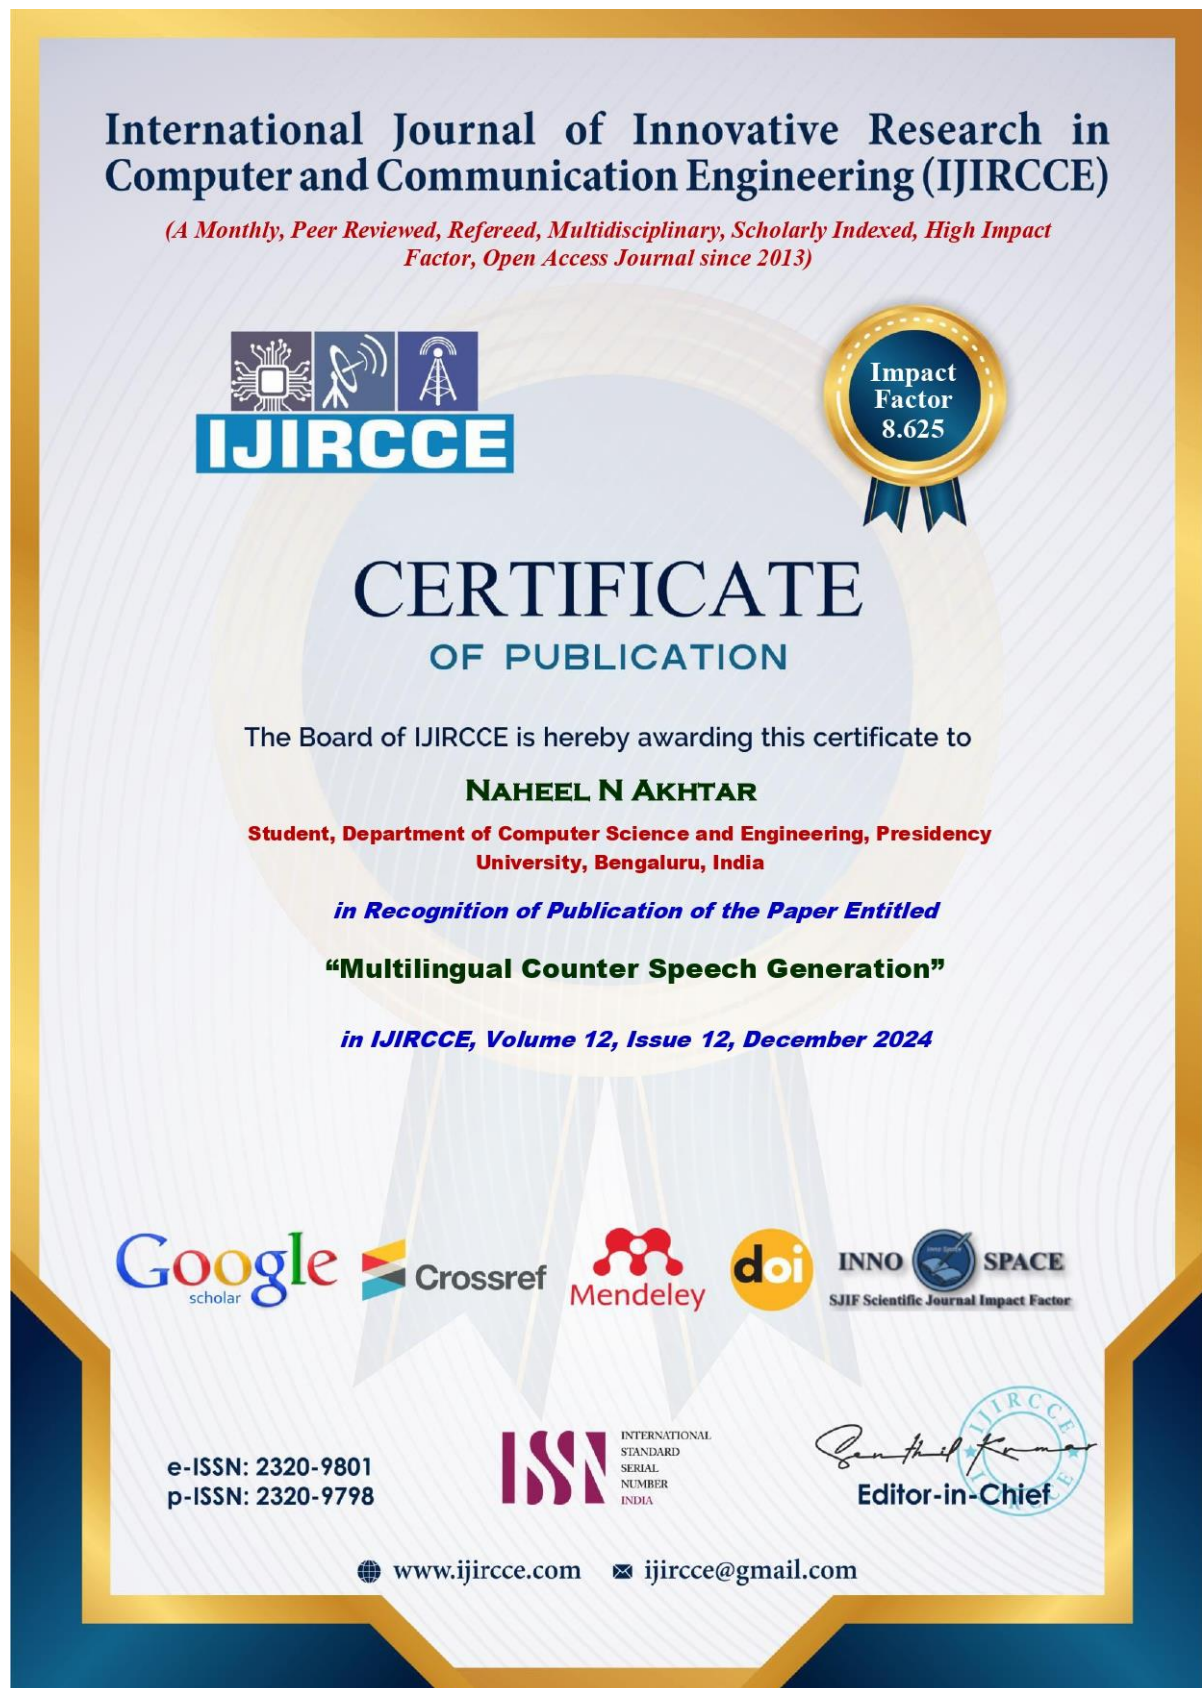 International Journal of Innovative Research in
Computer and Communication Engineering (IJIRCCE)
(A Monthly, Peer Reviewed, Refereed, Multidisciplinary, Scholarly Indexed, High Impact
Factor, Open Access Journal since 2013)
IJIRCCE
Impact
Factor
8.625
CERTIFICATE
OF PUBLICATION
The Board of IJIRCCE is hereby awarding this certificate to
NAHEEL N AKHTAR
Student, Department of Computer Science and Engineering, Presidency
University, Bengaluru, India
in Recognition of Publication of the Paper Entitled
“Multilingual Counter Speech Generation”
in IJIRCCE, Volume 12, Issue 12, December 2024
Google
scholar
Crossref
Mendeley
doi
INNO SPACE
SJIF Scientific Journal Impact Factor
e-ISSN: 2320-9801
p-ISSN: 2320-9798
ISSN
INTERNATIONAL
STANDARD
SERIAL
NUMBER
INDIA
Senthil Kumar
IJIRCCE
IJIRCCE
Editor-in-Chief
www.ijircce.com ijircce@gmail.com